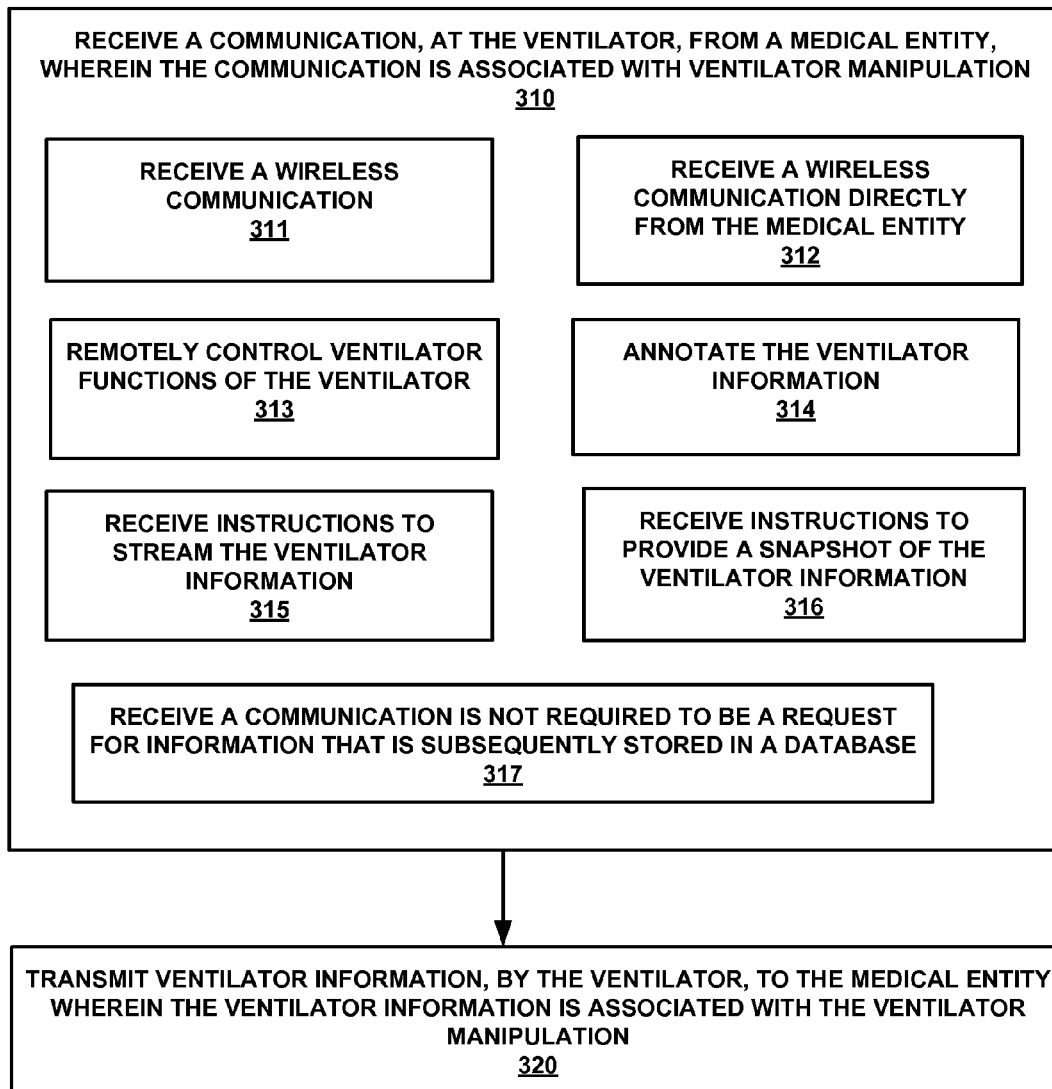 RECEIVE A COMMUNICATION, AT THE VENTILATOR, FROM A MEDICAL ENTITY,
WHEREIN THE COMMUNICATION IS ASSOCIATED WITH VENTILATOR MANIPULATION
310
RECEIVE A WIRELESS
COMMUNICATION
311
RECEIVE A WIRELESS
COMMUNICATION DIRECTLY
FROM THE MEDICAL ENTITY
312
REMOTELY CONTROL VENTILATOR
FUNCTIONS OF THE VENTILATOR
313
ANNOTATE THE VENTILATOR
INFORMATION
314
RECEIVE INSTRUCTIONS TO
STREAM THE VENTILATOR
INFORMATION
315
RECEIVE INSTRUCTIONS TO
PROVIDE A SNAPSHOT OF THE
VENTILATOR INFORMATION
316
RECEIVE A COMMUNICATION IS NOT REQUIRED TO BE A REQUEST
FOR INFORMATION THAT IS SUBSEQUENTLY STORED IN A DATABASE
317
TRANSMIT VENTILATOR INFORMATION, BY THE VENTILATOR, TO THE MEDICAL ENTITY
WHEREIN THE VENTILATOR INFORMATION IS ASSOCIATED WITH THE VENTILATOR
MANIPULATION
320